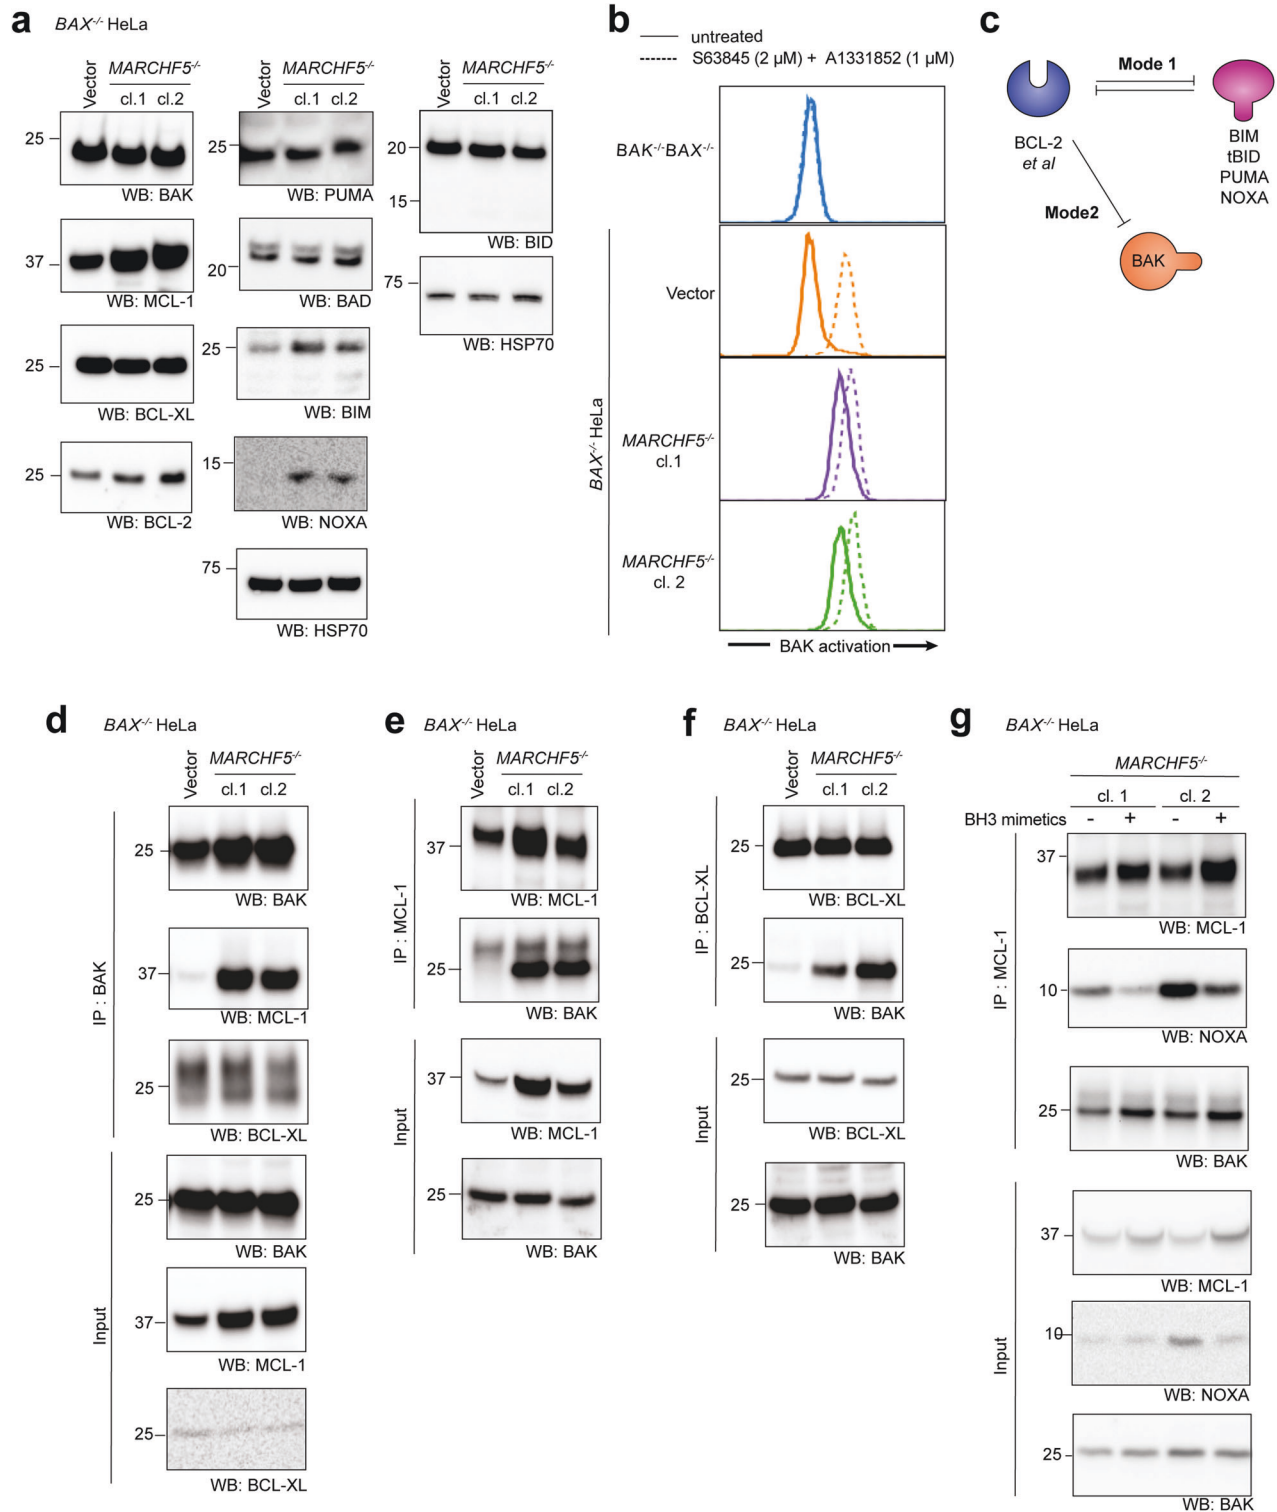 a
BAX-/- HeLa
Vector
MARCHF5-/-
cl.1 cl.2
25
WB: BAK
37
WB: MCL-1
25
WB: BCL-XL
25
WB: BCL-2
Vector
MARCHF5-/-
cl.1 cl.2
25
WB: PUMA
20
WB: BAD
25
WB: BIM
15
WB: NOXA
75
WB: HSP70
Vector
MARCHF5-/-
cl.1 cl.2
20
15
WB: BID
75
WB: HSP70
b
untreated
S63845 (2 µM) + A1331852 (1 µM)
BAK-/-BAX-/-
BAX-/- HeLa
Vector
MARCHF5-/-
cl.1
MARCHF5-/-
cl. 2
BAK activation
c
Mode 1
BCL-2
et al
BIM
tBID
PUMA
NOXA
Mode2
BAK
d
BAX-/- HeLa
Vector
MARCHF5-/-
cl.1 cl.2
IP : BAK
25
WB: BAK
37
WB: MCL-1
25
WB: BCL-XL
Input
25
WB: BAK
37
WB: MCL-1
25
WB: BCL-XL
e
BAX-/- HeLa
Vector
MARCHF5-/-
cl.1 cl.2
IP : MCL-1
37
WB: MCL-1
25
WB: BAK
Input
37
WB: MCL-1
25
WB: BAK
f
BAX-/- HeLa
Vector
MARCHF5-/-
cl.1 cl.2
IP : BCL-XL
25
WB: BCL-XL
25
WB: BAK
Input
25
WB: BCL-XL
25
WB: BAK
g
BAX-/- HeLa
MARCHF5-/-
cl. 1 cl. 2
BH3 mimetics - + - +
IP : MCL-1
37
WB: MCL-1
10
WB: NOXA
25
WB: BAK
Input
37
WB: MCL-1
10
WB: NOXA
25
WB: BAK